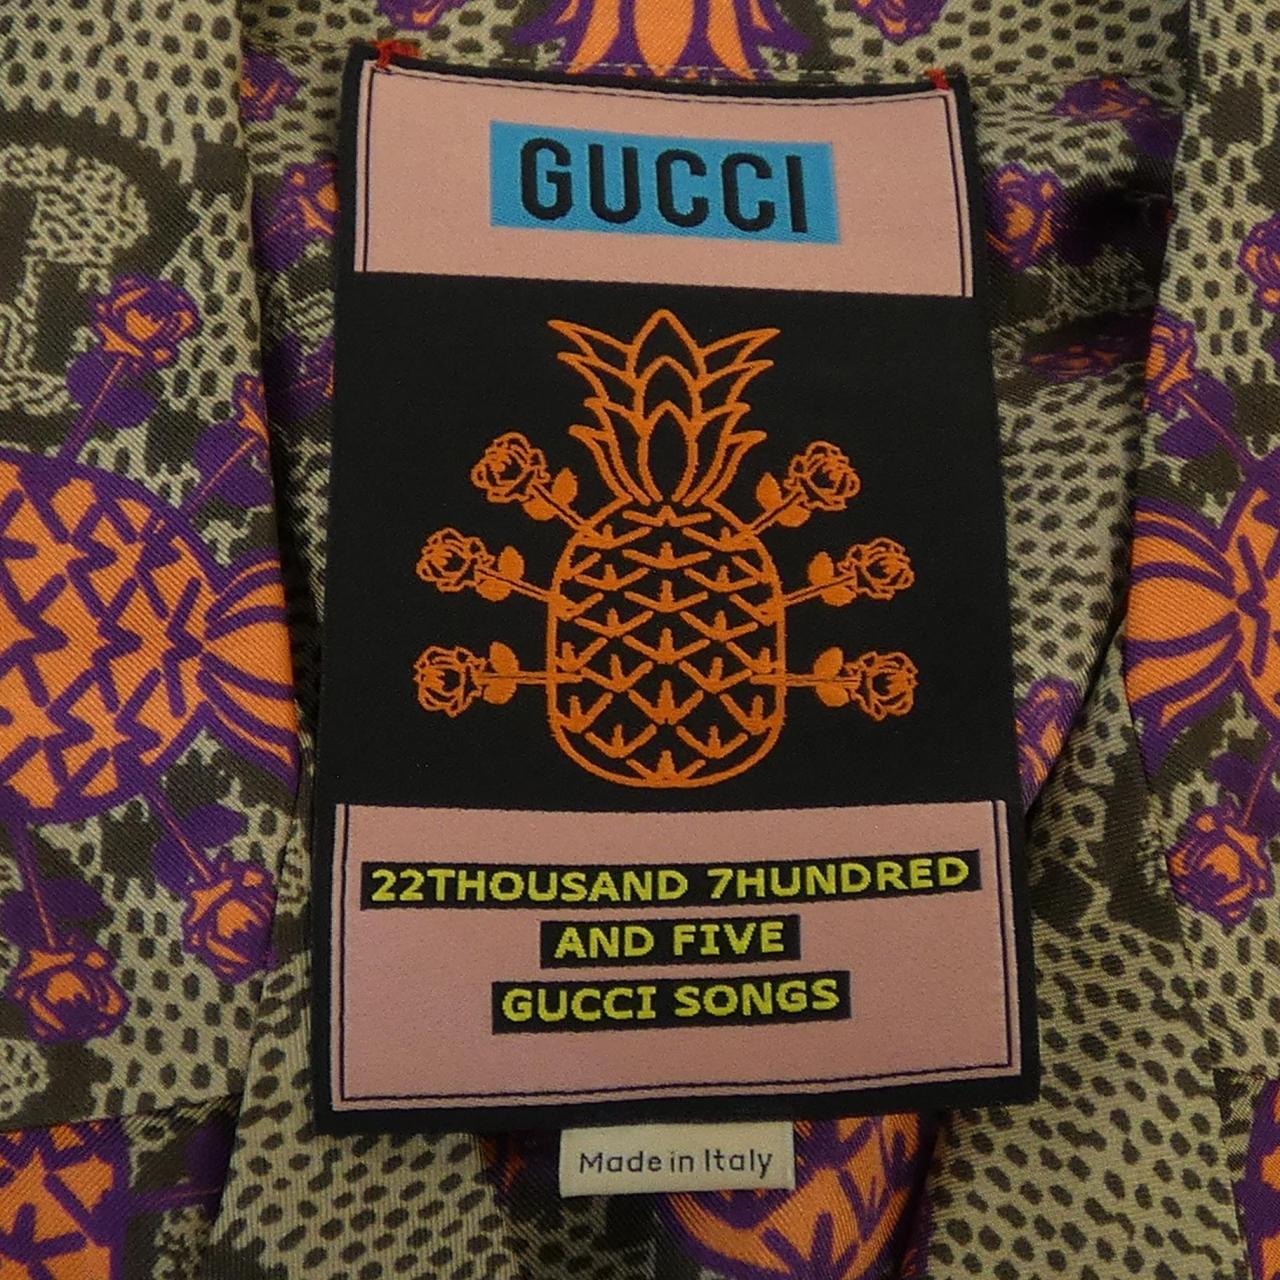 GUCCI
22THOUSAND 7HUNDRED
AND FIVE
GUCCI SONGS
Made in Italy